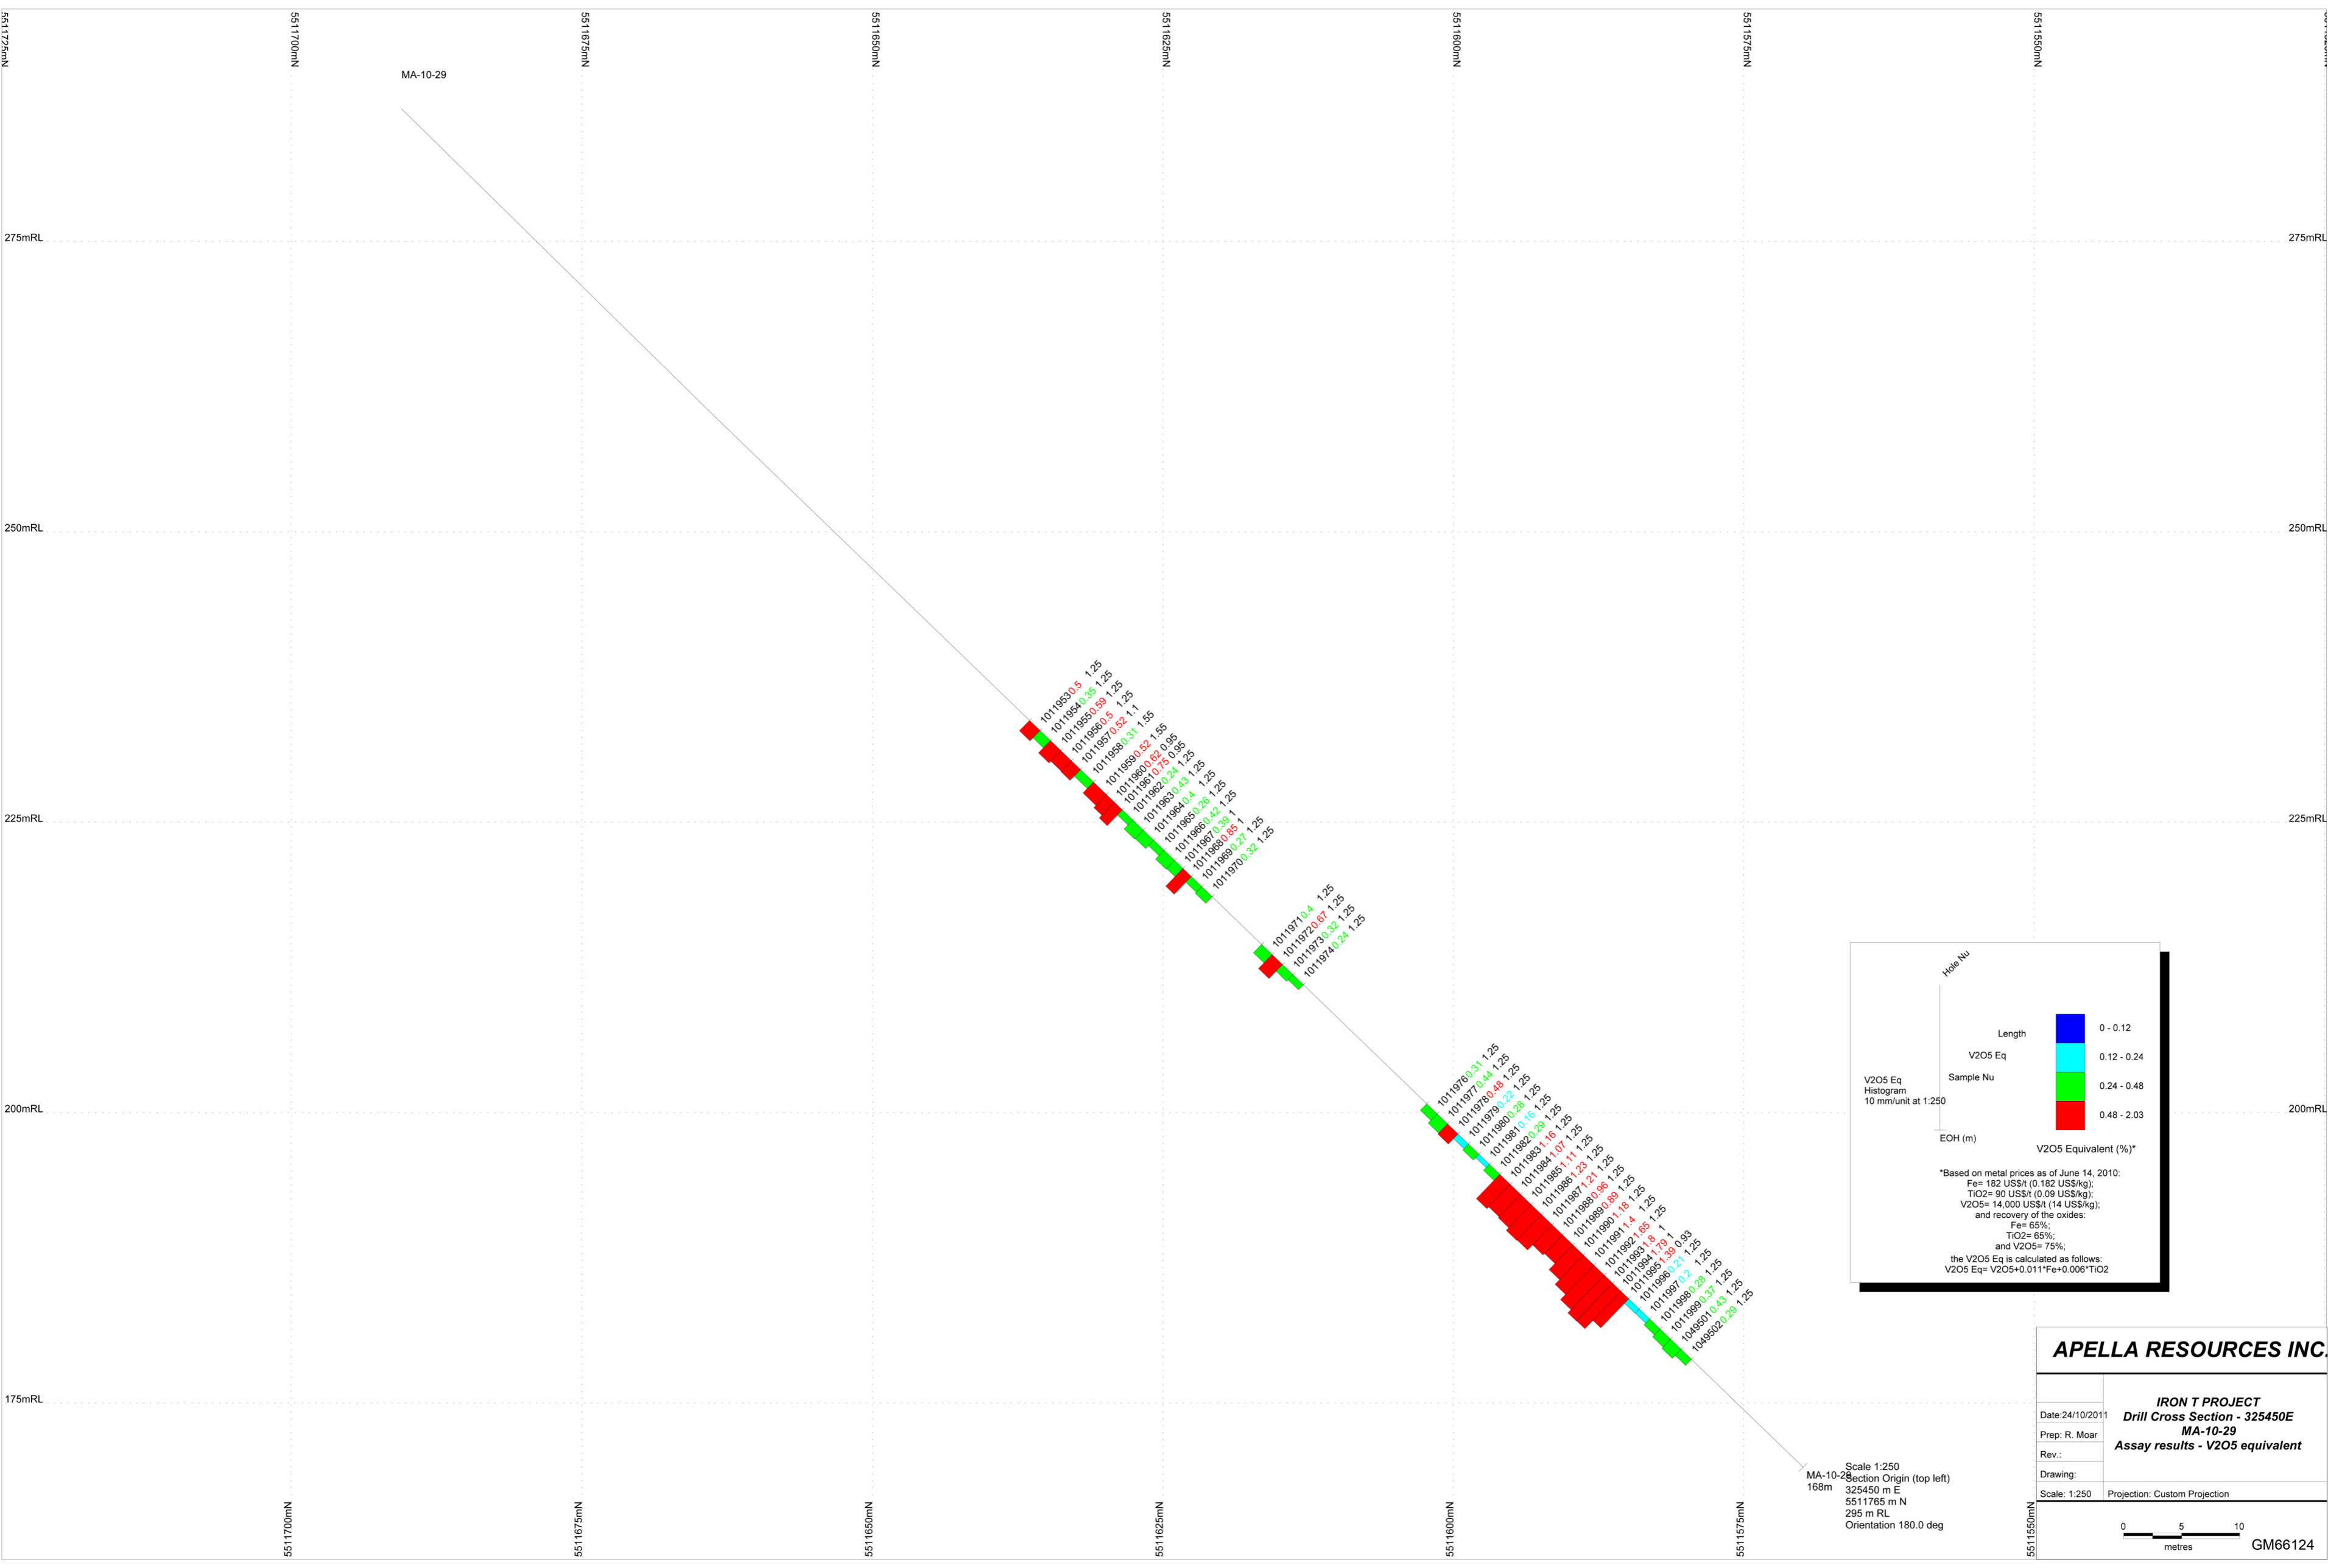 5511725mN
5511700mN
5511675mN
5511650mN
5511625mN
5511600mN
5511575mN
5511550mN
MA-10-29
275mRL 275mRL
250mRL 250mRL
225mRL 225mRL
200mRL 200mRL
175mRL
1011953 0.5 1.25
1011954 0.35 1.25
1011955 0.59 1.25
1011956 0.5 1.25
1011957 0.52 1.1
1011958 0.31 1.55
1011959 0.52 1.55
1011960 0.62 0.95
1011961 0.75 0.95
1011962 0.24 1.25
1011963 0.43 1.25
1011964 0.4 1.25
1011965 0.26 1.25
1011966 0.42 1.25
1011967 0.39 1
1011968 0.85 1
1011969 0.27 1.25
1011970 0.32 1.25
1011971 0.4 1.25
1011972 0.67 1.25
1011973 0.32 1.25
1011974 0.24 1.25
1011976 0.31 1.25
1011977 0.44 1.25
1011978 0.48 1.25
1011979 0.22 1.25
1011980 0.28 1.25
1011981 0.16 1.25
1011982 0.29 1.25
1011983 1.16 1.25
1011984 1.07 1.25
1011985 1.11 1.25
1011986 1.23 1.25
1011987 1.21 1.25
1011988 0.96 1.25
1011989 0.89 1.25
1011990 1.18 1.25
1011991 1.4 1.25
1011992 1.65 1.25
1011993 1.8 1
1011994 1.79 1
1011995 1.39 0.93
1011996 0.21 1.25
1011997 0.2 1.25
1011998 0.28 1.25
1011999 0.37 1.25
1049501 0.43 1.25
1049502 0.29 1.25
MA-10-29
168m
Hole Nu
Length
V2O5 Eq
Sample Nu
V2O5 Eq
Histogram
10 mm/unit at 1:250
EOH (m)
0 - 0.12
0.12 - 0.24
0.24 - 0.48
0.48 - 2.03
V2O5 Equivalent (%)*
*Based on metal prices as of June 14, 2010:
Fe= 182 US$/t (0.182 US$/kg);
TiO2= 90 US$/t (0.09 US$/kg);
V2O5= 14,000 US$/t (14 US$/kg);
and recovery of the oxides:
Fe= 65%;
TiO2= 65%;
and V2O5= 75%;
the V2O5 Eq is calculated as follows:
V2O5 Eq= V2O5+0.011*Fe+0.006*TiO2
Scale 1:250
Section Origin (top left)
325450 m E
5511765 m N
295 m RL
Orientation 180.0 deg
APELLA RESOURCES INC.
IRON T PROJECT
Drill Cross Section - 325450E
MA-10-29
Assay results - V2O5 equivalent
Date:24/10/2011
Prep: R. Moar
Rev.:
Drawing:
Scale: 1:250 Projection: Custom Projection
0 5 10
metres
GM66124
5511700mN
5511675mN
5511650mN
5511625mN
5511600mN
5511575mN
5511550mN